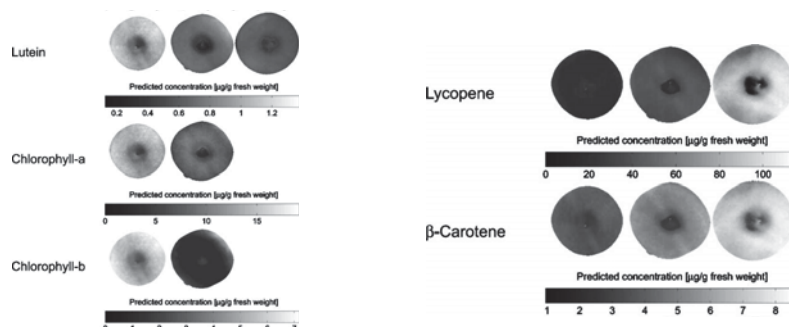 Lutein
Predicted concentration [µg/g fresh weight]
0.2 0.4 0.6 0.8 1 1.2
Chlorophyll-a
Predicted concentration [µg/g fresh weight]
0 5 10 15
Chlorophyll-b
Predicted concentration [µg/g fresh weight]
Lycopene
Predicted concentration [µg/g fresh weight]
0 20 40 60 80 100
β-Carotene
Predicted concentration [µg/g fresh weight]
1 2 3 4 5 6 7 8